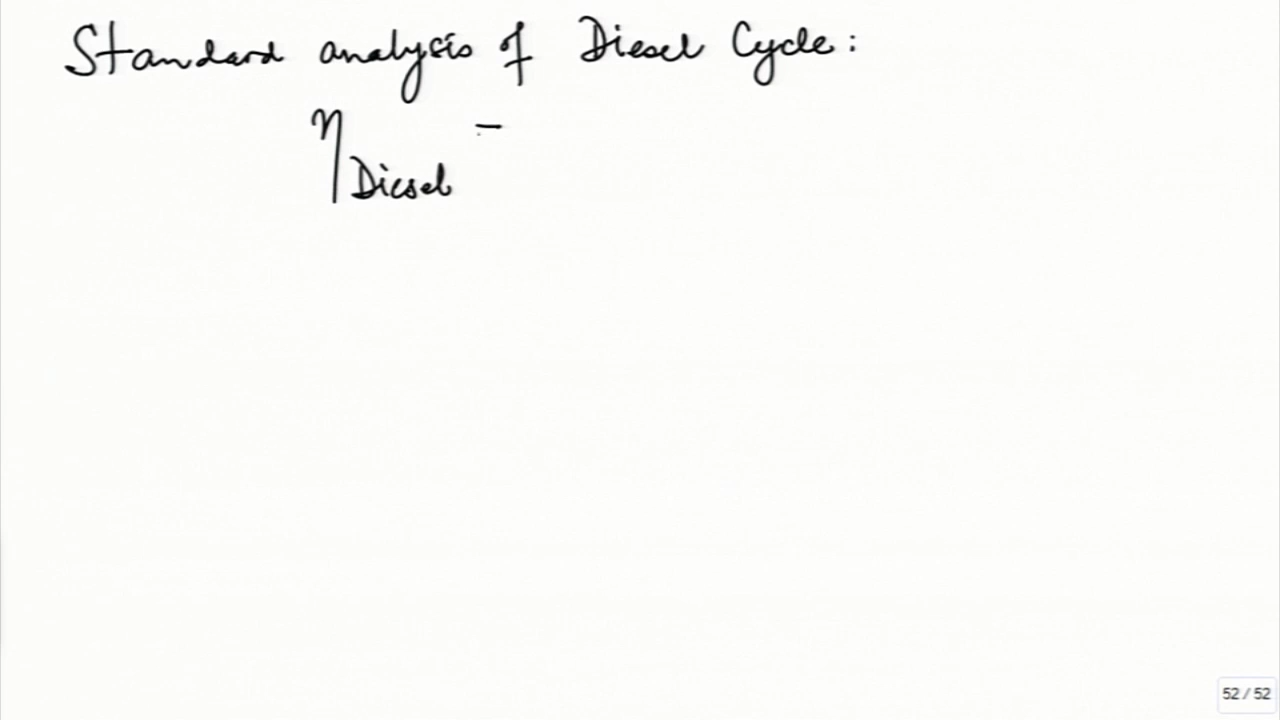 Standard analysis of Diesel Cycle:
η Diesel –
52 / 52